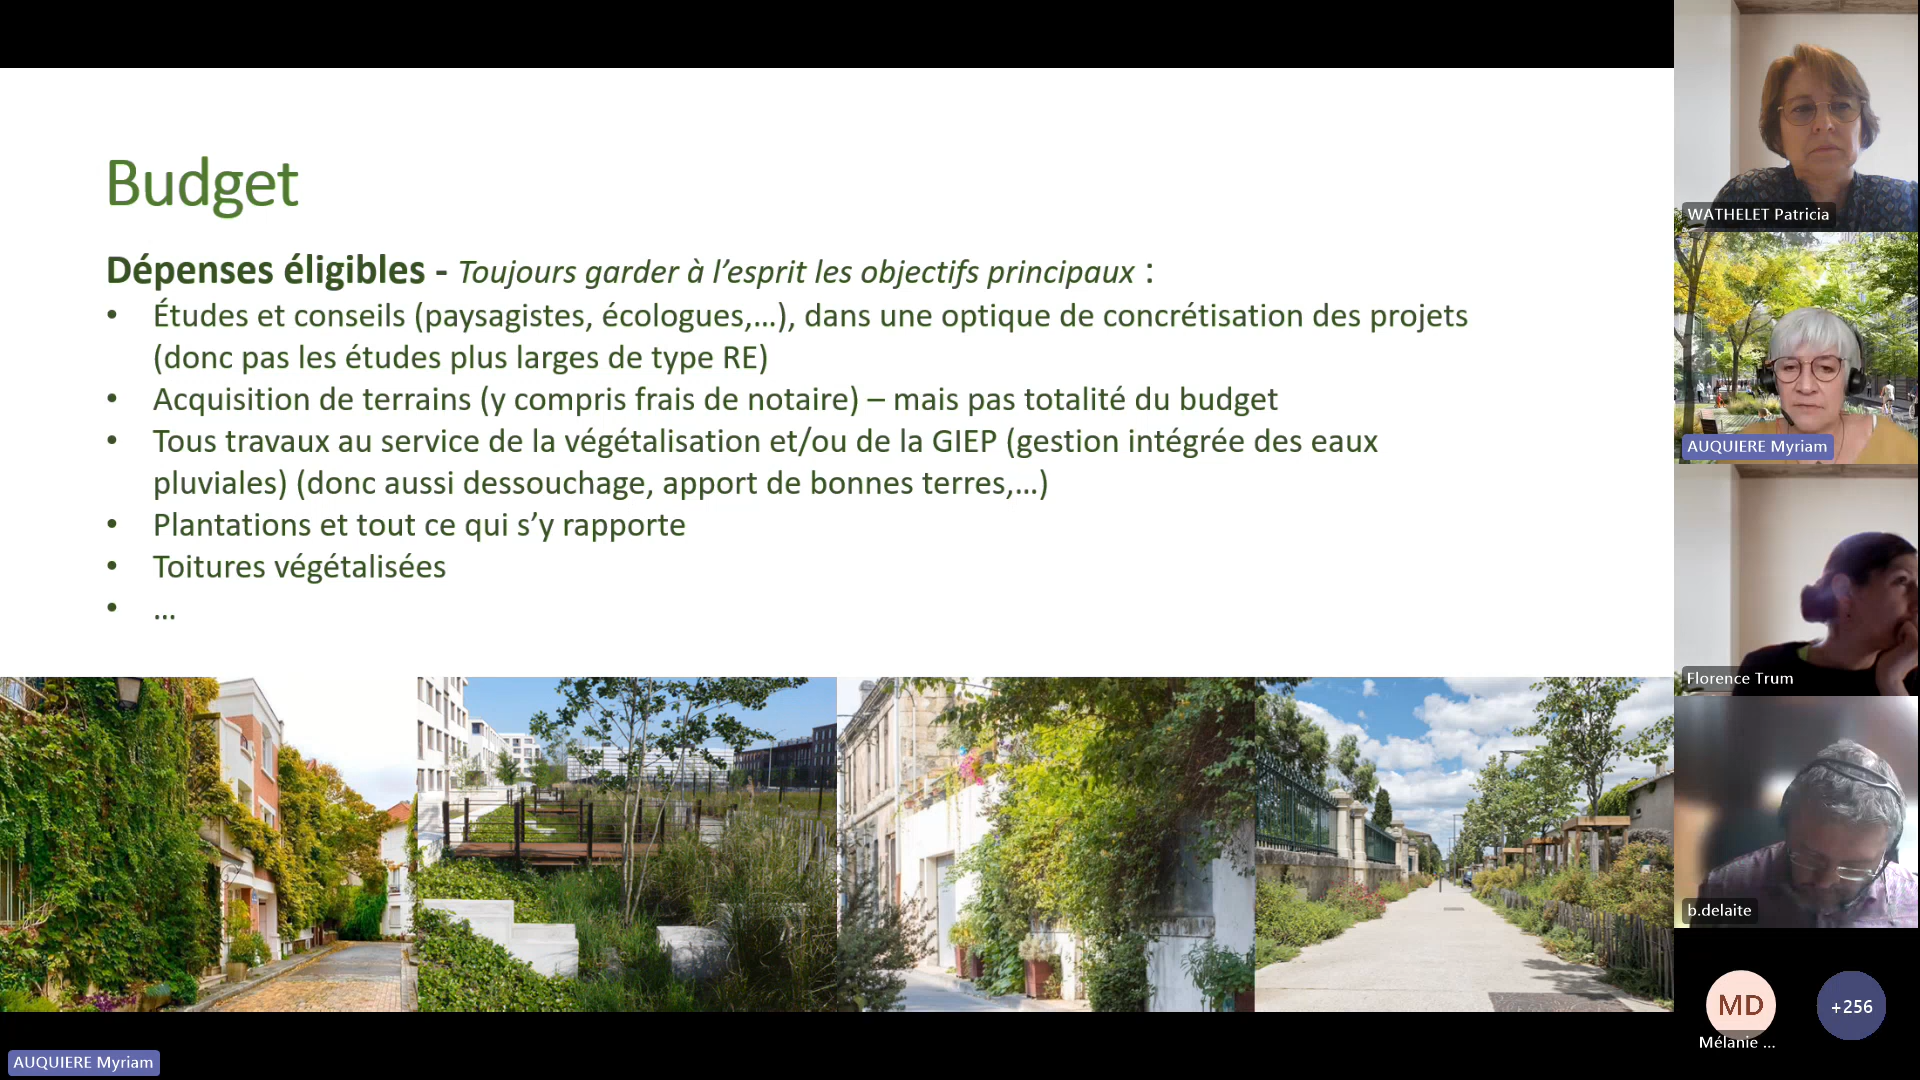 Budget
Dépenses éligibles - Toujours garder à l’esprit les objectifs principaux :
• Études et conseils (paysagistes, écologues,…), dans une optique de concrétisation des projets
(donc pas les études plus larges de type RE)
• Acquisition de terrains (y compris frais de notaire) – mais pas totalité du budget
• Tous travaux au service de la végétalisation et/ou de la GIEP (gestion intégrée des eaux
pluviales) (donc aussi dessouchage, apport de bonnes terres,…)
• Plantations et tout ce qui s’y rapporte
• Toitures végétalisées
• …
WATHELET Patricia
AUQUIERE Myriam
Florence Trum
b.delaite
MD
Mélanie ...
+256
AUQUIERE Myriam